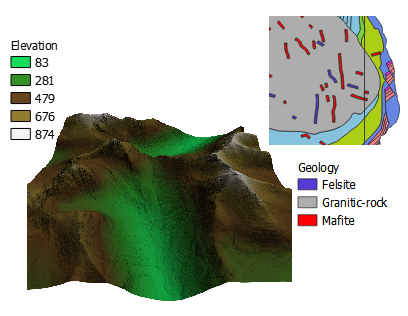 Elevation
83
281
479
676
874
Geology
Felsite
Granitic-rock
Mafite